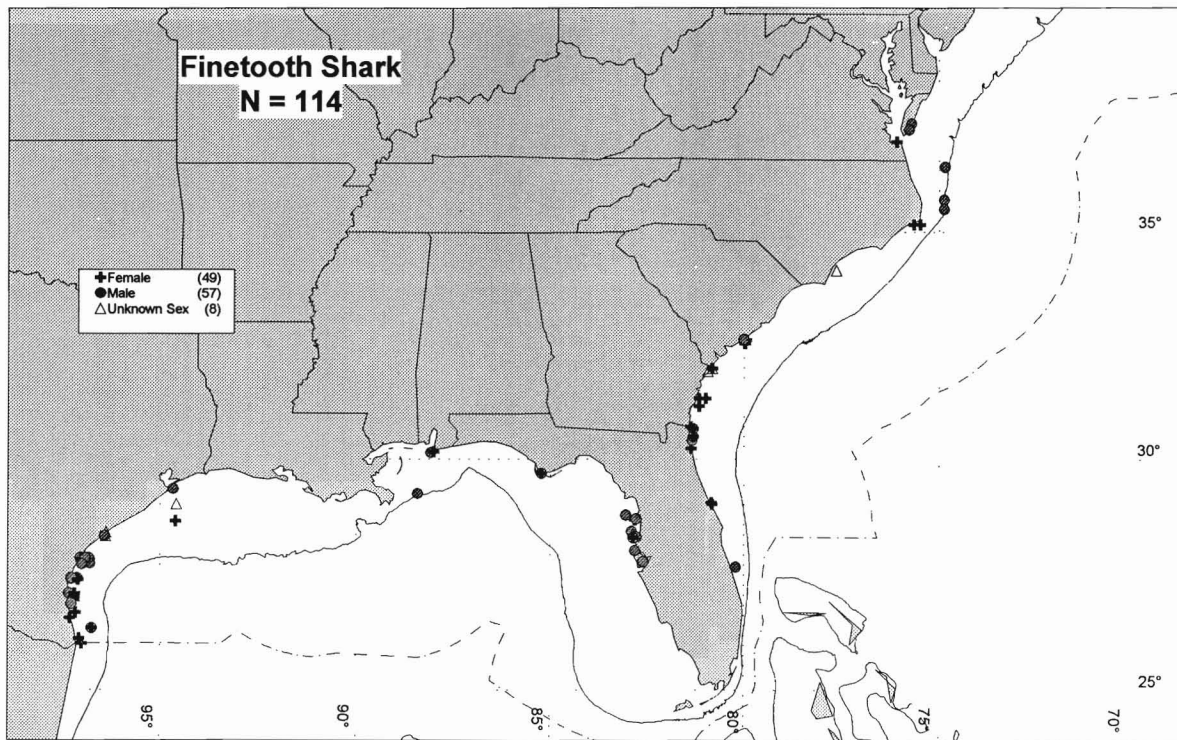 Finetooth Shark
N = 114
Female (49)
Male (57)
Unknown Sex (8)
35°
30°
25°
95°
90°
85°
80°
75°
70°